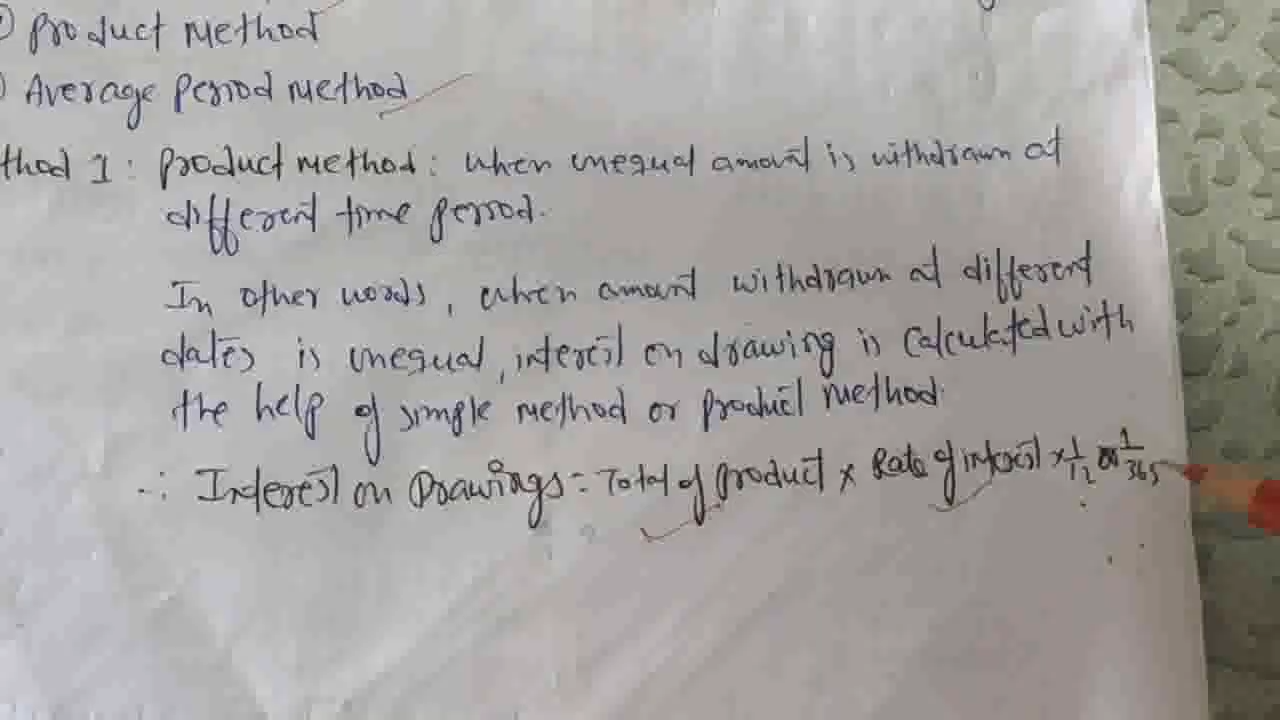 Product Method
Average Period Method
thod 1: Product method: When unequal amount is withdrawn at
different time period.
In other words, when amount withdrawn at different
dates is unequal, interest on drawing is calculated with
the help of simple method or product method.
∴ Interest on Drawings = Total of product × Rate of interest × 1/12 or 1/365